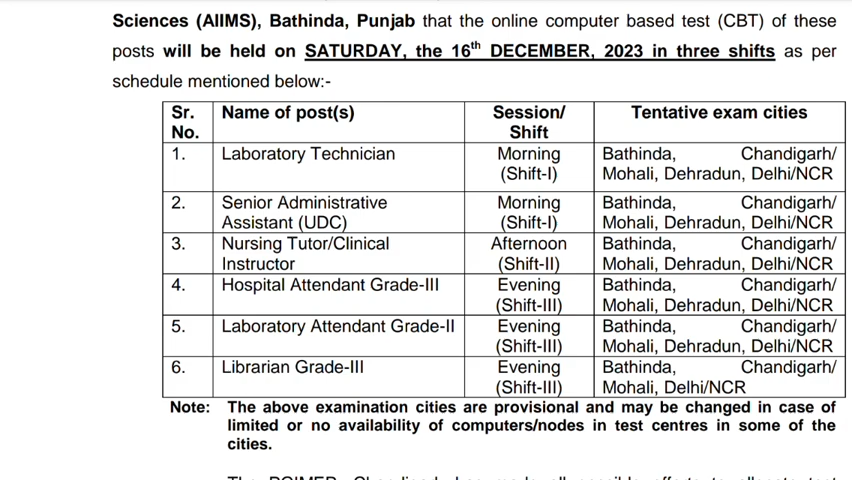 Sciences (AIIMS), Bathinda, Punjab that the online computer based test (CBT) of these
posts will be held on SATURDAY, the 16th DECEMBER, 2023 in three shifts as per
schedule mentioned below:-
Sr. No. Name of post(s) Session/ Shift Tentative exam cities
1. Laboratory Technician Morning (Shift-I) Bathinda, Chandigarh/ Mohali, Dehradun, Delhi/NCR
2. Senior Administrative Assistant (UDC) Morning (Shift-I) Bathinda, Chandigarh/ Mohali, Dehradun, Delhi/NCR
3. Nursing Tutor/Clinical Instructor Afternoon (Shift-II) Bathinda, Chandigarh/ Mohali, Dehradun, Delhi/NCR
4. Hospital Attendant Grade-III Evening (Shift-III) Bathinda, Chandigarh/ Mohali, Dehradun, Delhi/NCR
5. Laboratory Attendant Grade-II Evening (Shift-III) Bathinda, Chandigarh/ Mohali, Dehradun, Delhi/NCR
6. Librarian Grade-III Evening (Shift-III) Bathinda, Chandigarh/ Mohali, Delhi/NCR
Note: The above examination cities are provisional and may be changed in case of
limited or no availability of computers/nodes in test centres in some of the
cities.